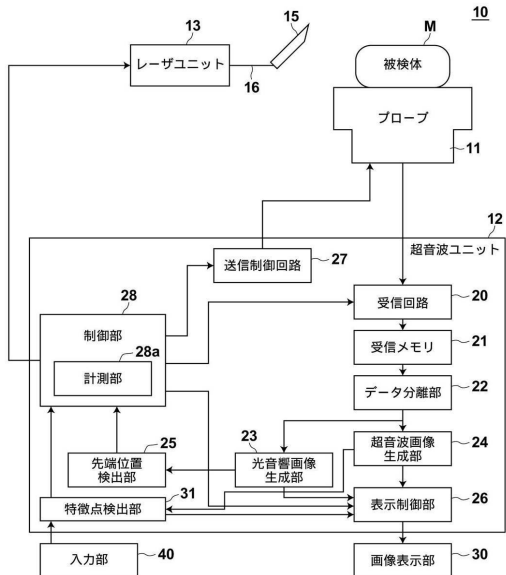 10
13
15
M
レーザユニット
16
被検体
プローブ
11
12
超音波ユニット
送信制御回路
27
28
制御部
受信回路
20
28a
計測部
受信メモリ
21
データ分離部
22
25
先端位置
検出部
23
光音響画像
生成部
超音波画像
生成部
24
31
特徴点検出部
表示制御部
26
入力部
40
画像表示部
30